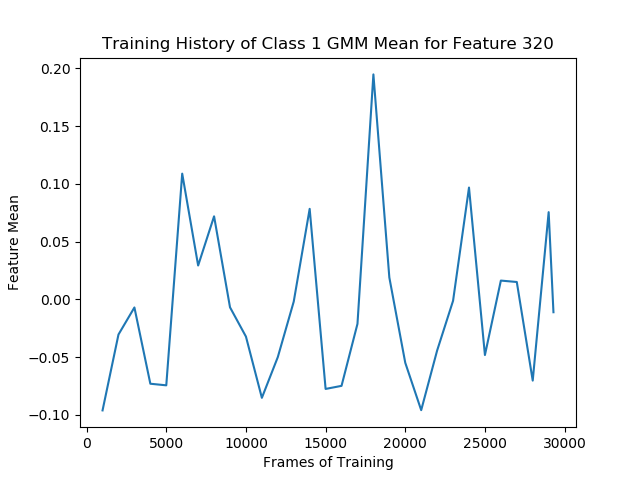 Training History of Class 1 GMM Mean for Feature 320
0.20
0.15
0.10
0.05
0.00
−0.05
−0.10
Feature Mean
0 5000 10000 15000 20000 25000 30000
Frames of Training